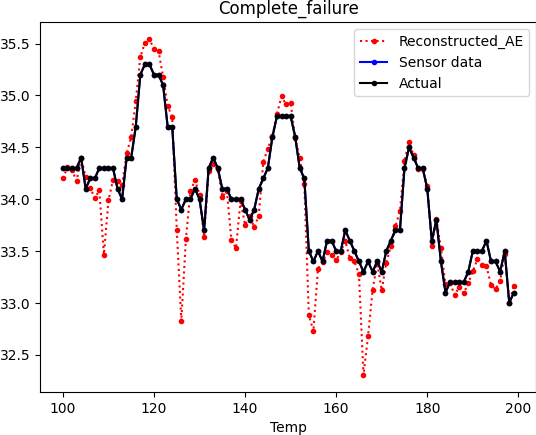 Complete_failure
Reconstructed_AE
Sensor data
Actual
35.5
35.0
34.5
34.0
33.5
33.0
32.5
100 120 140 160 180 200
Temp